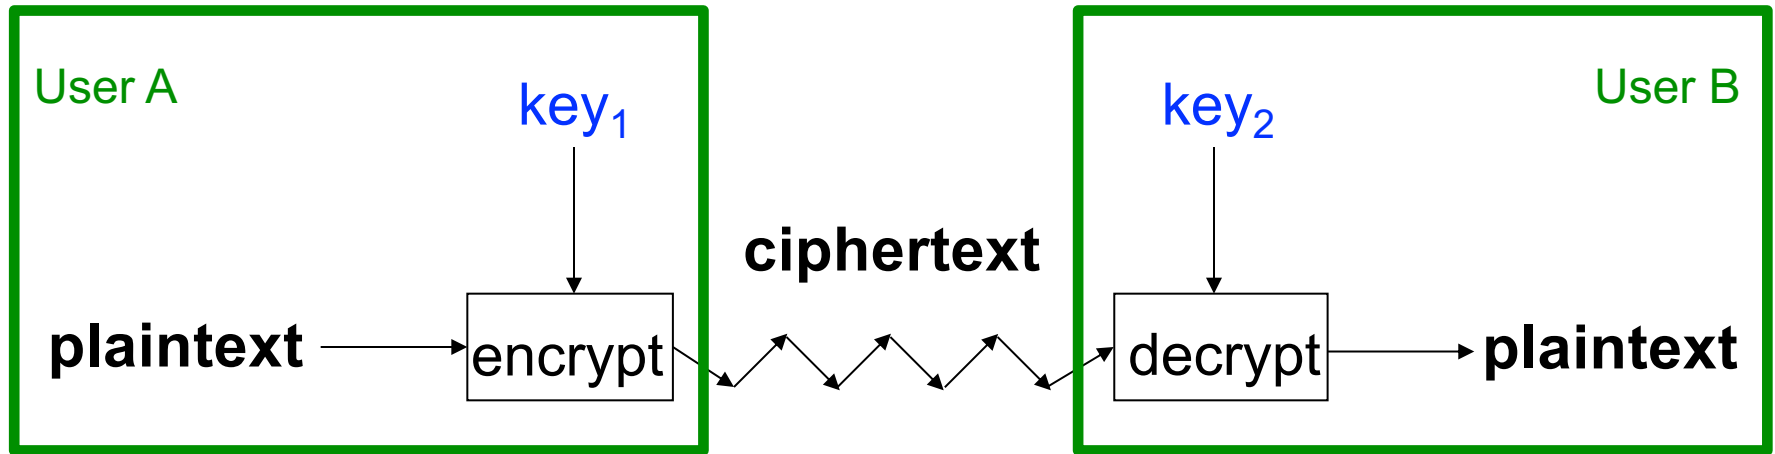 User A
key₁
plaintext
encrypt
ciphertext
User B
key₂
decrypt
plaintext